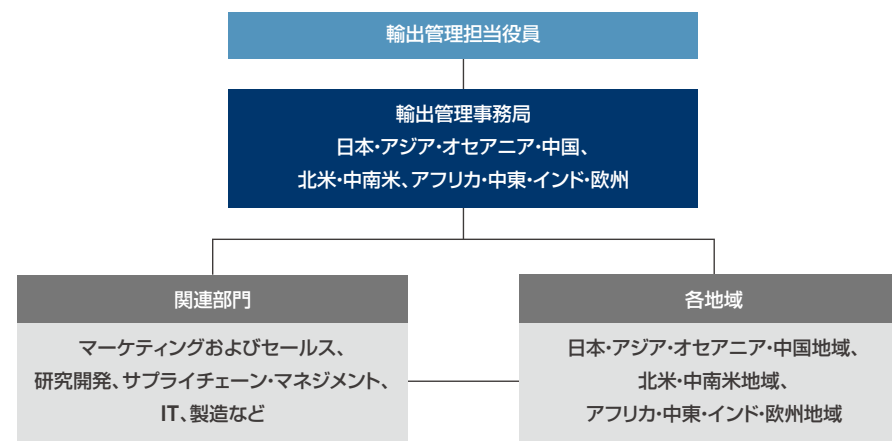 輸出管理担当役員
輸出管理事務局
日本・アジア・オセアニア・中国、
北米・中南米、アフリカ・中東・インド・欧州
関連部門
マーケティングおよびセールス、
研究開発、サプライチェーン・マネジメント、
IT、製造など
各地域
日本・アジア・オセアニア・中国地域、
北米・中南米地域、
アフリカ・中東・インド・欧州地域